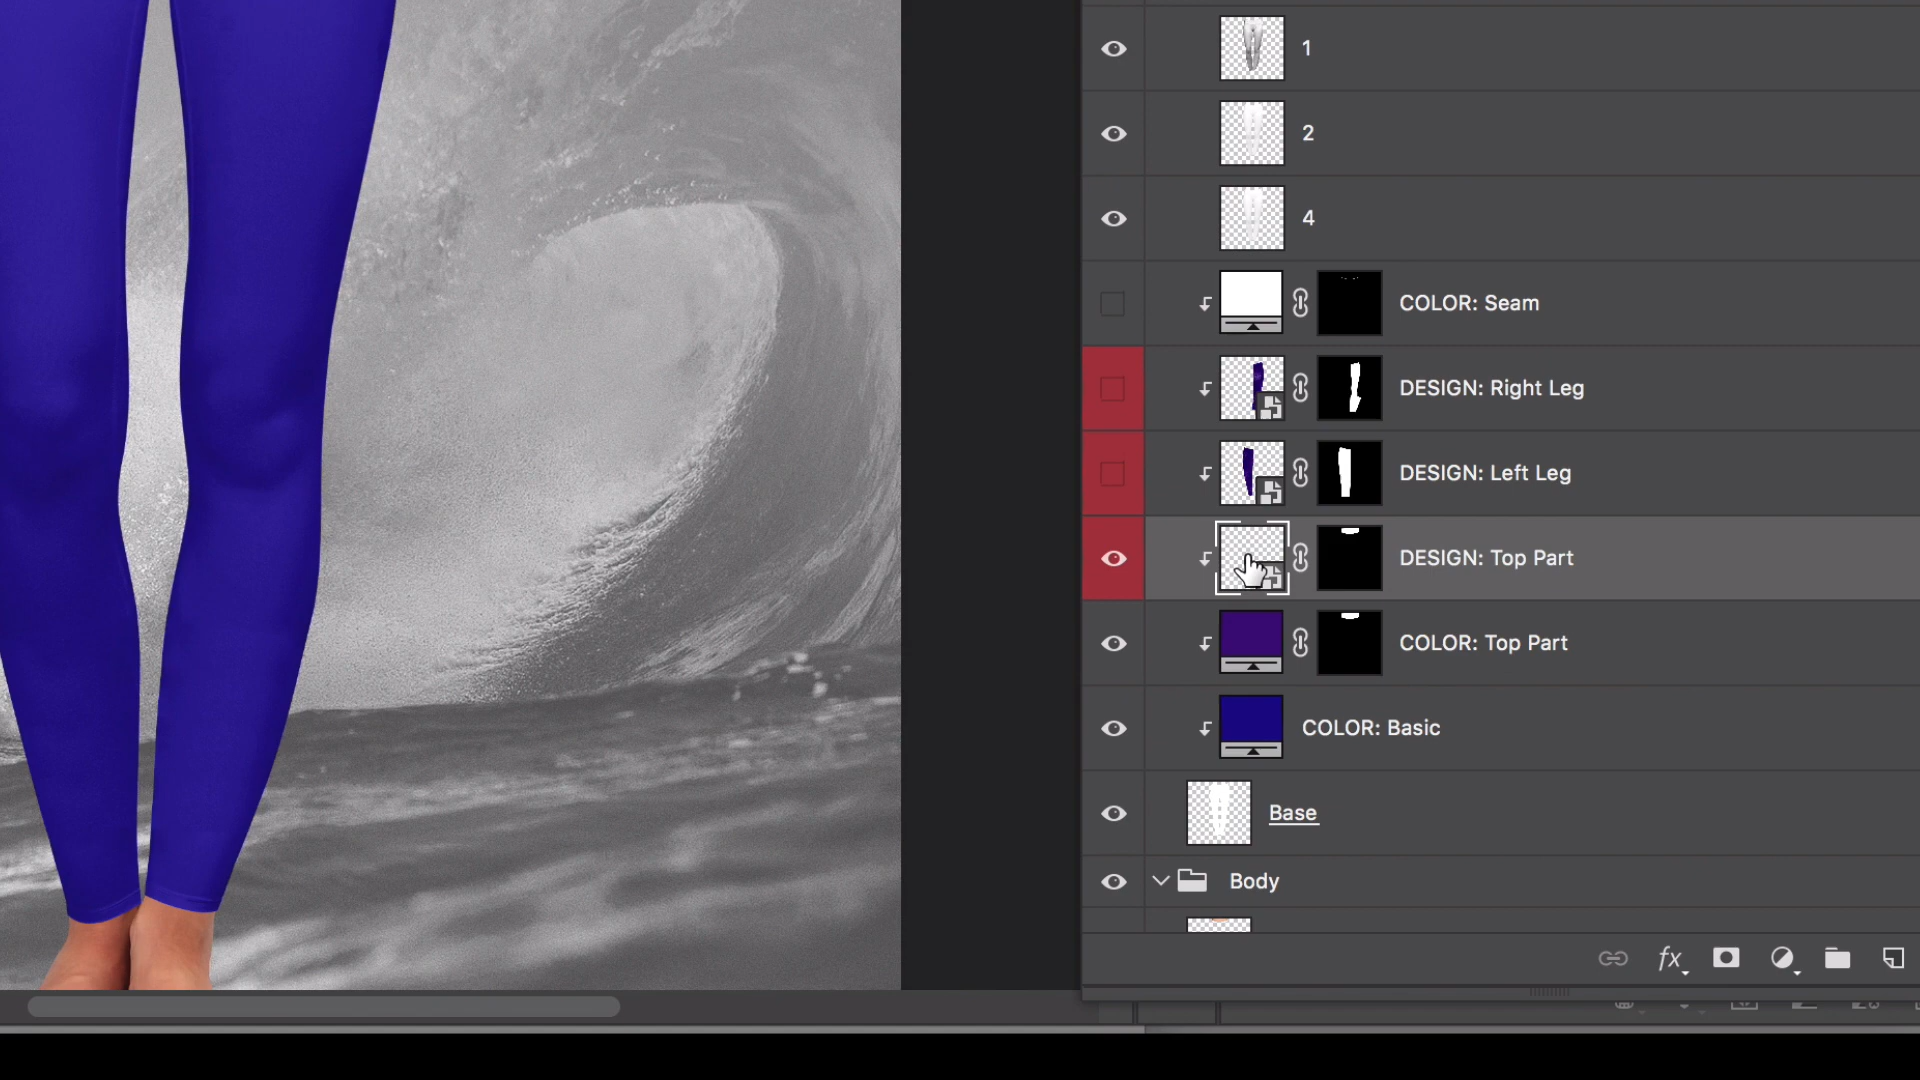 1
2
4
COLOR: Seam
DESIGN: Right Leg
DESIGN: Left Leg
DESIGN: Top Part
COLOR: Top Part
COLOR: Basic
Base
Body
fx